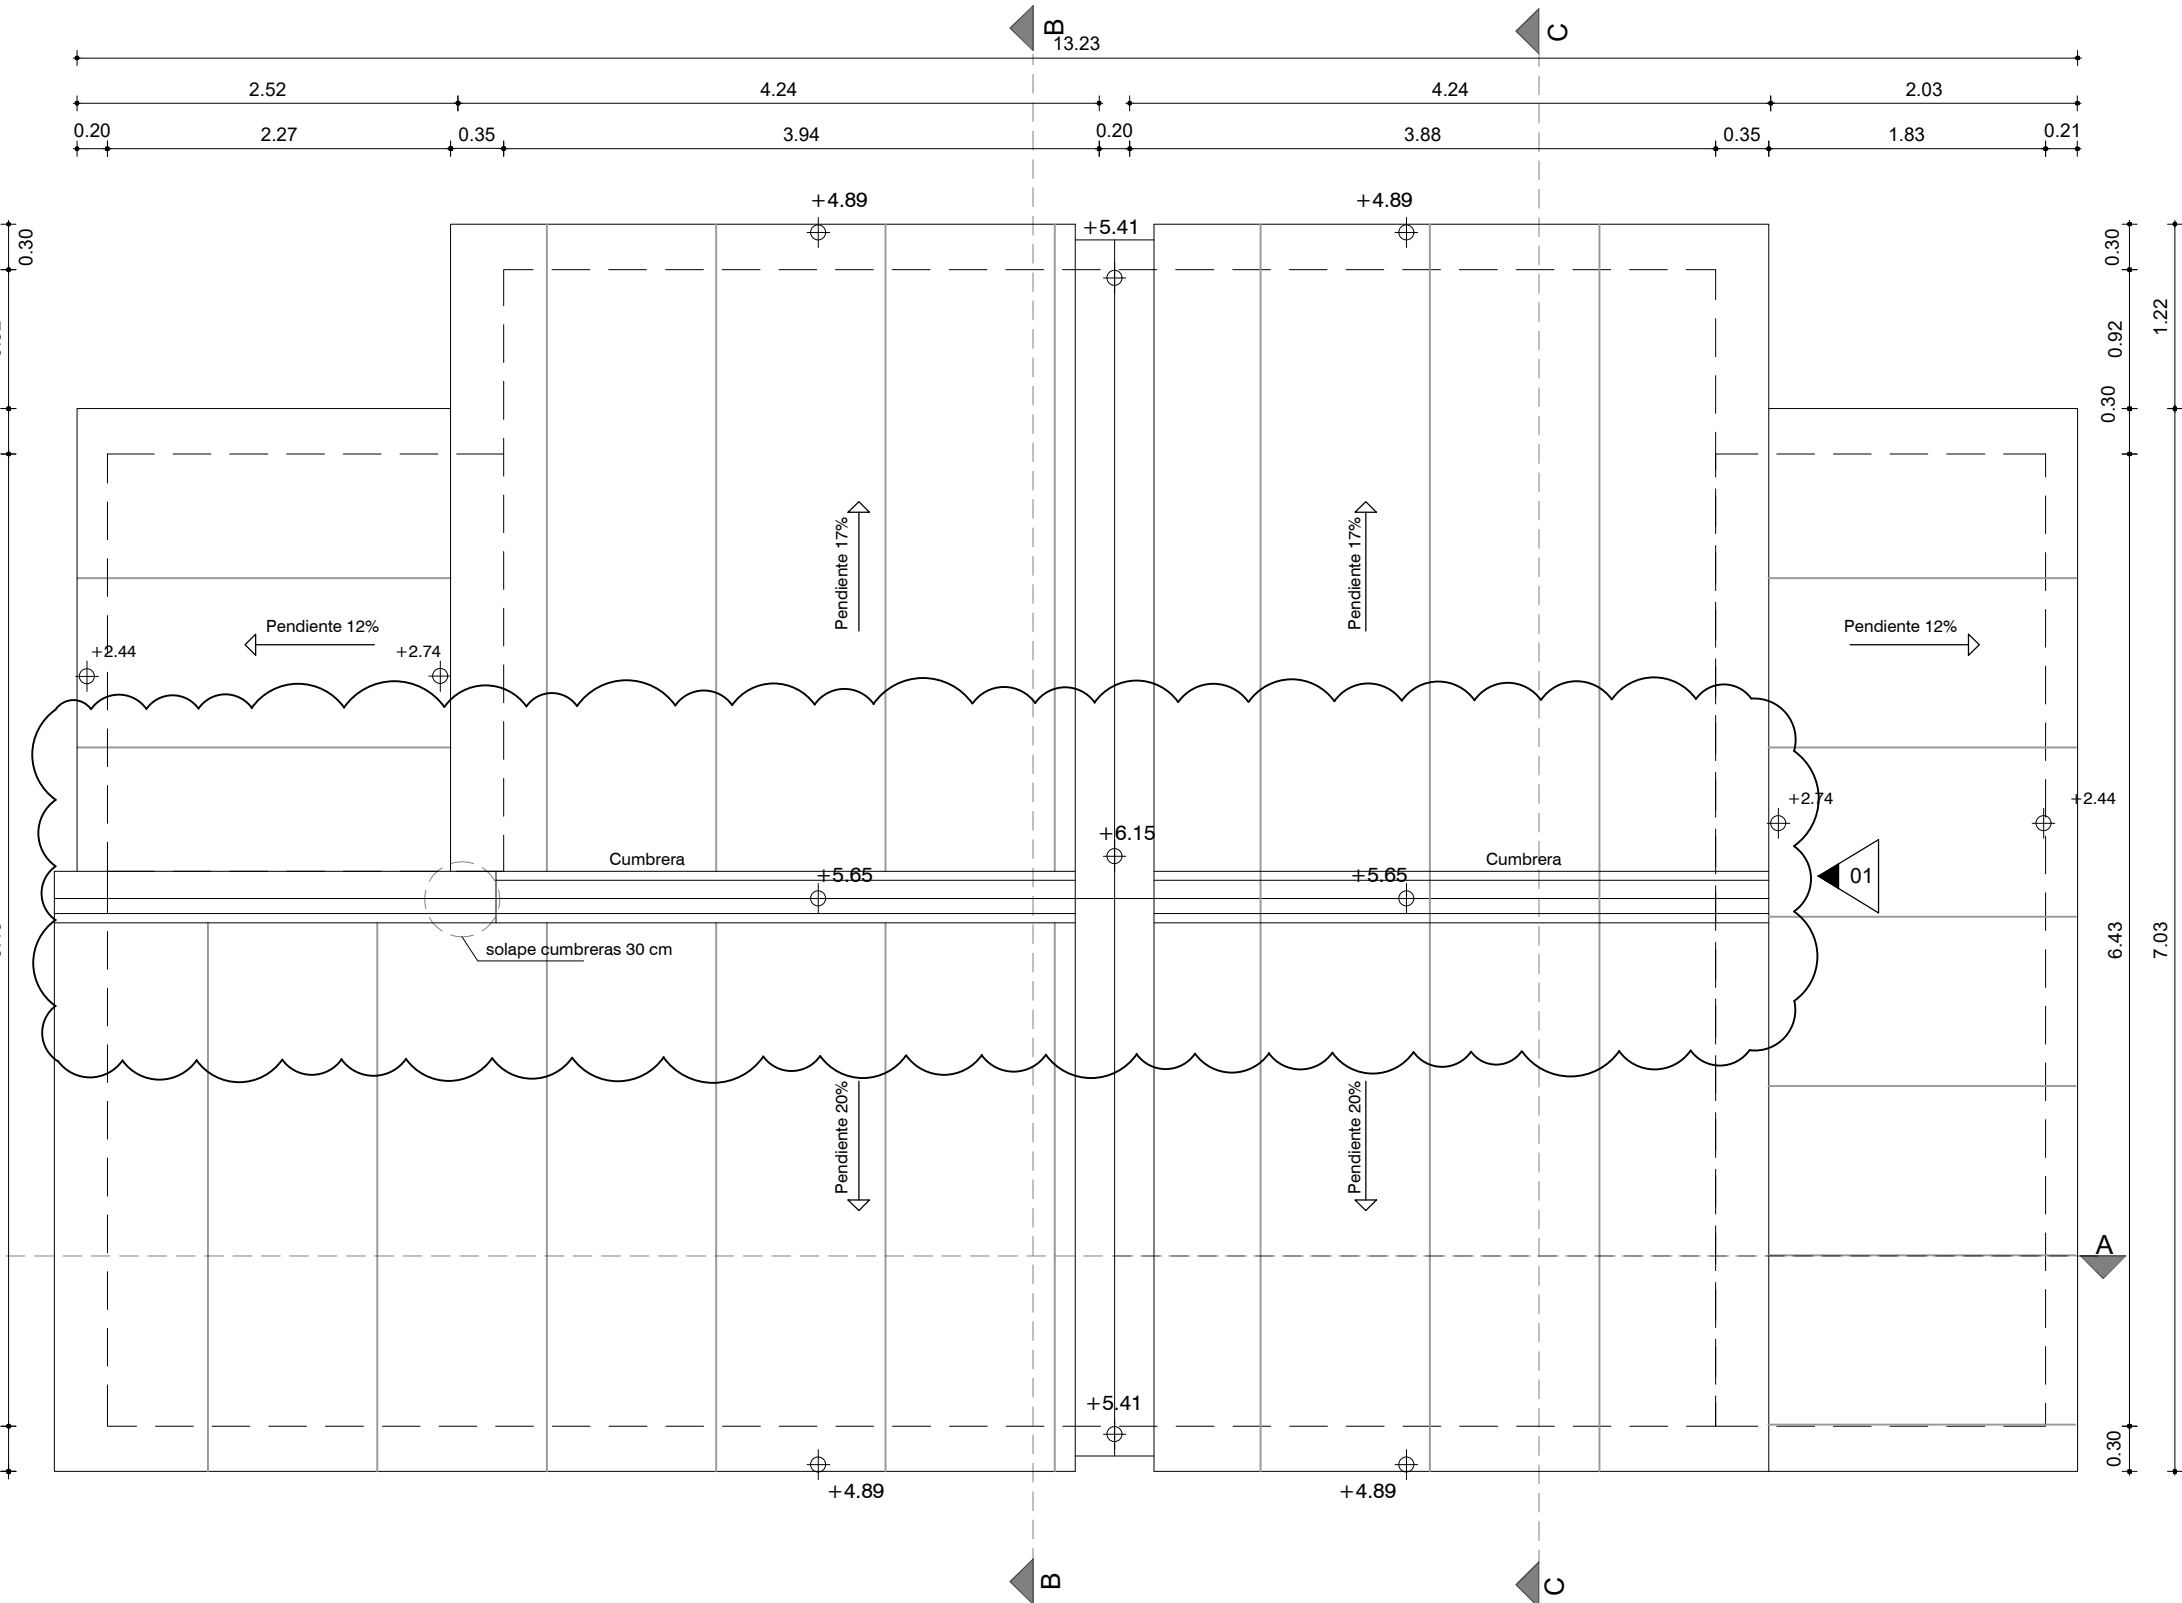 B
C
13.23
2.52
4.24
4.24
2.03
0.20
2.27
0.35
3.94
0.20
3.88
0.35
1.83
0.21
+4.89
+4.89
+5.41
0.30
0.30
0.92
1.22
0.30
Pendiente 17%
Pendiente 17%
Pendiente 12%
Pendiente 12%
+2.44
+2.74
+2.74
+2.44
+6.15
Cumbrera
Cumbrera
+5.65
+5.65
01
solape cumbreras 30 cm
6.43
7.03
Pendiente 20%
Pendiente 20%
A
+5.41
0.30
+4.89
+4.89
B
C